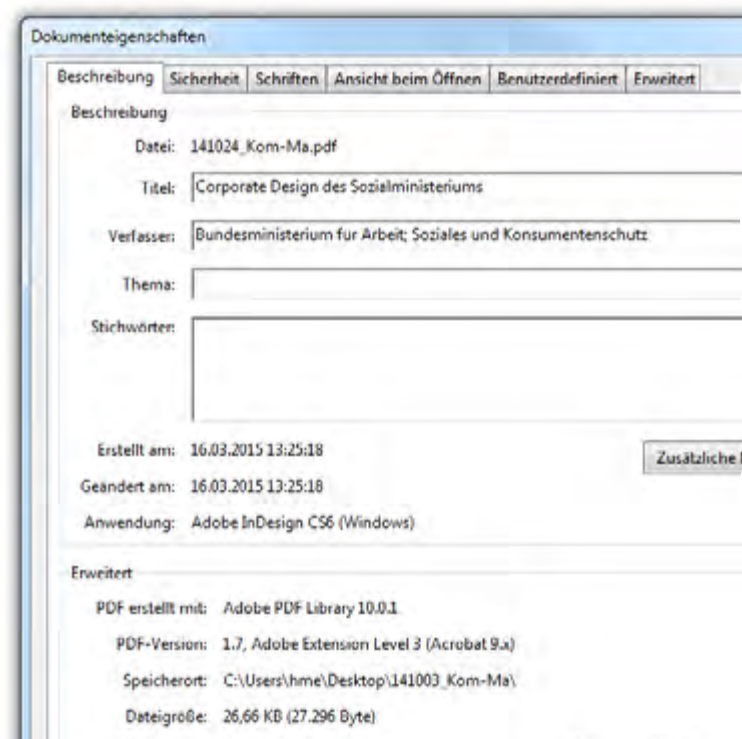 Dokumenteigenschaften
Beschreibung Sicherheit Schriften Ansicht beim Öffnen Benutzerdefiniert Erweitert
Beschreibung
Datei: 141024_Kom-Ma.pdf
Titel: Corporate Design des Sozialministeriums
Verfasser: Bundesministerium für Arbeit; Soziales und Konsumentenschutz
Thema:
Stichwörter:
Erstellt am: 16.03.2015 13:25:18
Zusätzliche
Geändert am: 16.03.2015 13:25:18
Anwendung: Adobe InDesign CS6 (Windows)
Erweitert
PDF erstellt mit: Adobe PDF Library 10.0.1
PDF-Version: 1.7, Adobe Extension Level 3 (Acrobat 9.x)
Speicherort: C:\Users\hme\Desktop\141003_Kom-Ma\
Dateigröße: 26,66 KB (27.296 Byte)